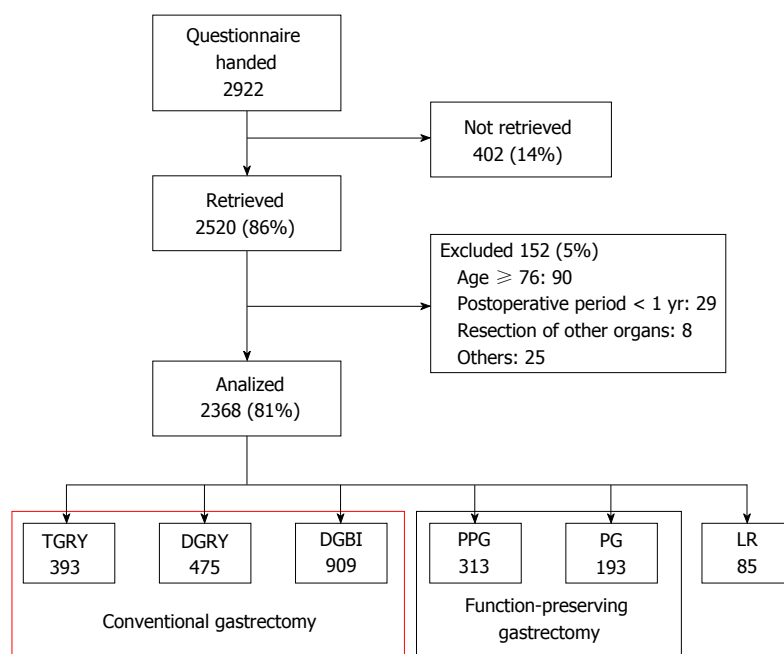 Questionnaire
handed
2922
Not retrieved
402 (14%)
Retrieved
2520 (86%)
Excluded 152 (5%)
Age ≥ 76: 90
Postoperative period < 1 yr: 29
Resection of other organs: 8
Others: 25
Analized
2368 (81%)
TGRY
393
DGRY
475
DGBI
909
PPG
313
PG
193
LR
85
Conventional gastrectomy
Function-preserving
gastrectomy